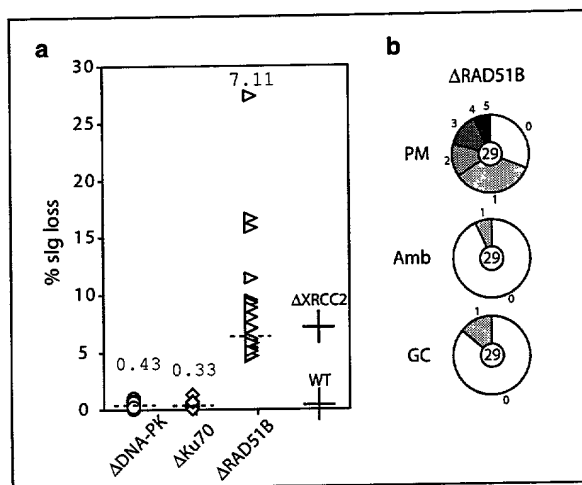 a
% sIg loss
30
25
20
15
10
5
0
0.43
0.33
7.11
ΔXRCC2
WT
ΔDNA-PK
ΔKu70
ΔRAD51B
b
ΔRAD51B
PM
29
0
1
2
3
4
5
Amb
29
1
0
GC
29
1
0